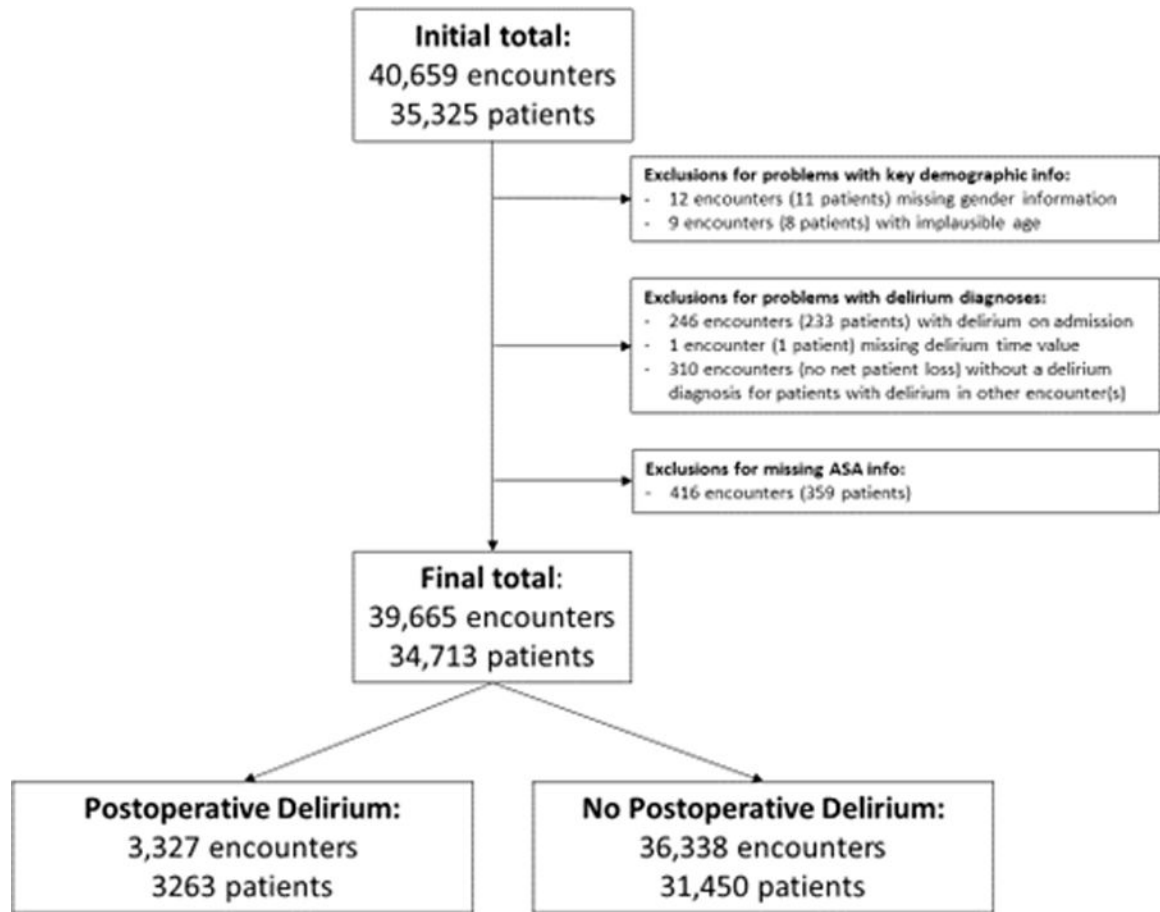 Initial total:
40,659 encounters
35,325 patients
Exclusions for problems with key demographic info:
- 12 encounters (11 patients) missing gender information
- 9 encounters (8 patients) with implausible age
Exclusions for problems with delirium diagnoses:
- 246 encounters (233 patients) with delirium on admission
- 1 encounter (1 patient) missing delirium time value
- 310 encounters (no net patient loss) without a delirium
diagnosis for patients with delirium in other encounter(s)
Exclusions for missing ASA info:
- 416 encounters (359 patients)
Final total:
39,665 encounters
34,713 patients
Postoperative Delirium:
3,327 encounters
3263 patients
No Postoperative Delirium:
36,338 encounters
31,450 patients